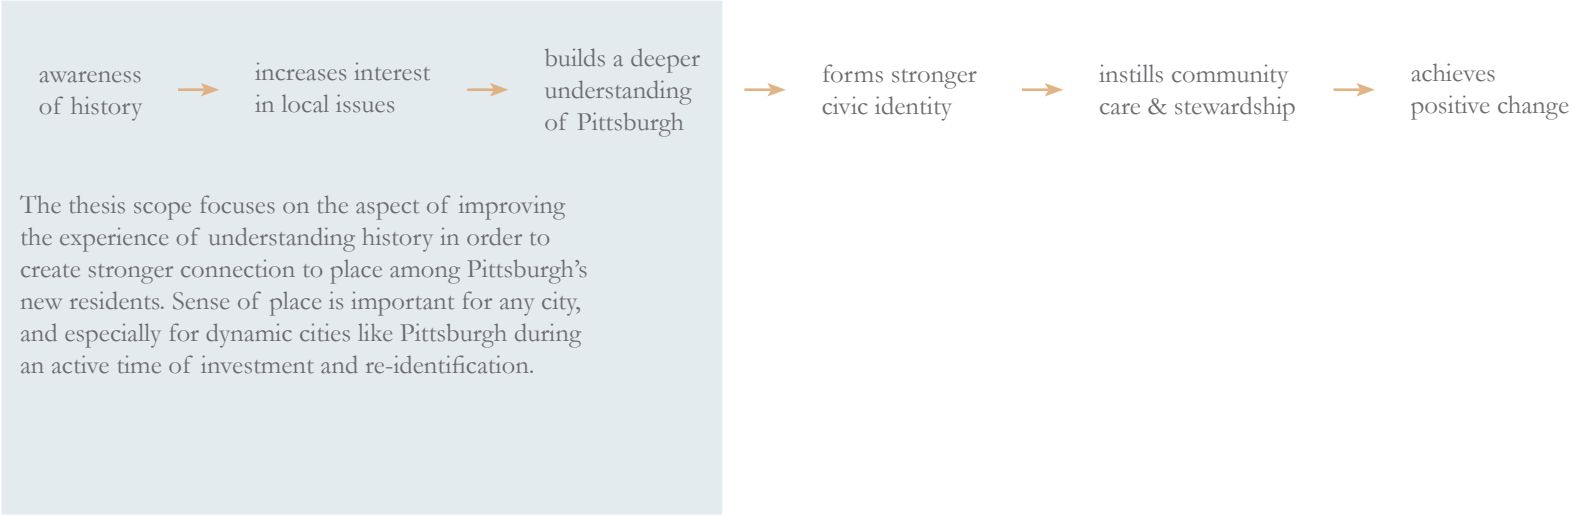 awareness
of history
increases interest
in local issues
builds a deeper
understanding
of Pittsburgh
forms stronger
civic identity
instills community
care & stewardship
achieves
positive change
The thesis scope focuses on the aspect of improving
the experience of understanding history in order to
create stronger connection to place among Pittsburgh’s
new residents. Sense of place is important for any city,
and especially for dynamic cities like Pittsburgh during
an active time of investment and re-identification.